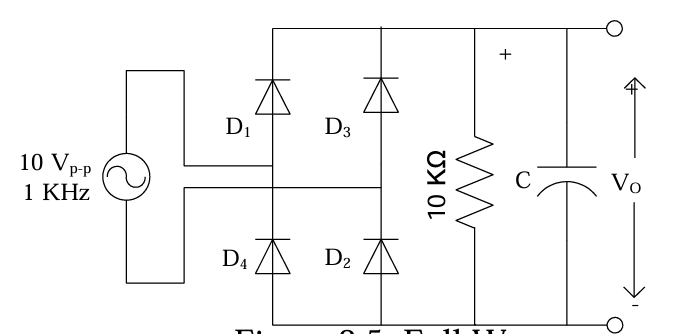 +
D1
D3
10 Vp-p
1 KHz
10 KΩ
C
+
VO
D4
D2
-